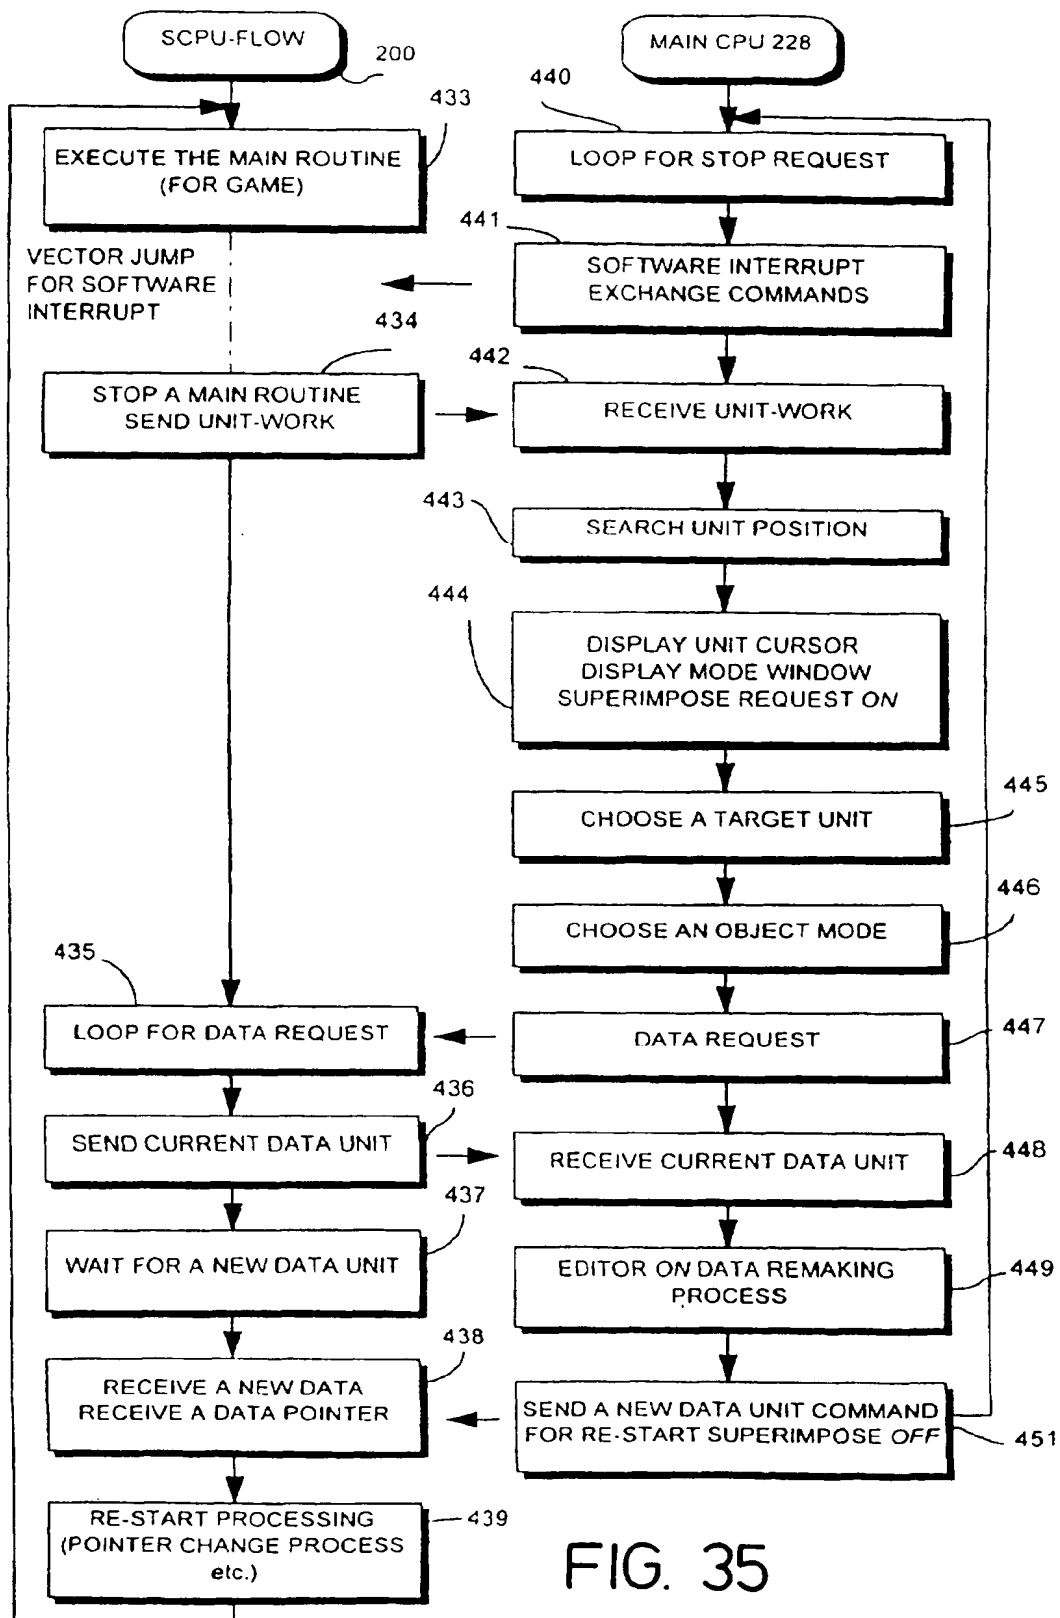 SCPU-FLOW
200
433
EXECUTE THE MAIN ROUTINE
(FOR GAME)
VECTOR JUMP
FOR SOFTWARE
INTERRUPT
434
STOP A MAIN ROUTINE
SEND UNIT-WORK
435
LOOP FOR DATA REQUEST
436
SEND CURRENT DATA UNIT
437
WAIT FOR A NEW DATA UNIT
438
RECEIVE A NEW DATA
RECEIVE A DATA POINTER
RE-START PROCESSING
(POINTER CHANGE PROCESS
etc.)
439
MAIN CPU 228
440
LOOP FOR STOP REQUEST
441
SOFTWARE INTERRUPT
EXCHANGE COMMANDS
442
RECEIVE UNIT-WORK
443
SEARCH UNIT POSITION
444
DISPLAY UNIT CURSOR
DISPLAY MODE WINDOW
SUPERIMPOSE REQUEST ON
445
CHOOSE A TARGET UNIT
446
CHOOSE AN OBJECT MODE
DATA REQUEST
447
RECEIVE CURRENT DATA UNIT
448
EDITOR ON DATA REMAKING
PROCESS
449
SEND A NEW DATA UNIT COMMAND
FOR RE-START SUPERIMPOSE OFF
451
FIG. 35